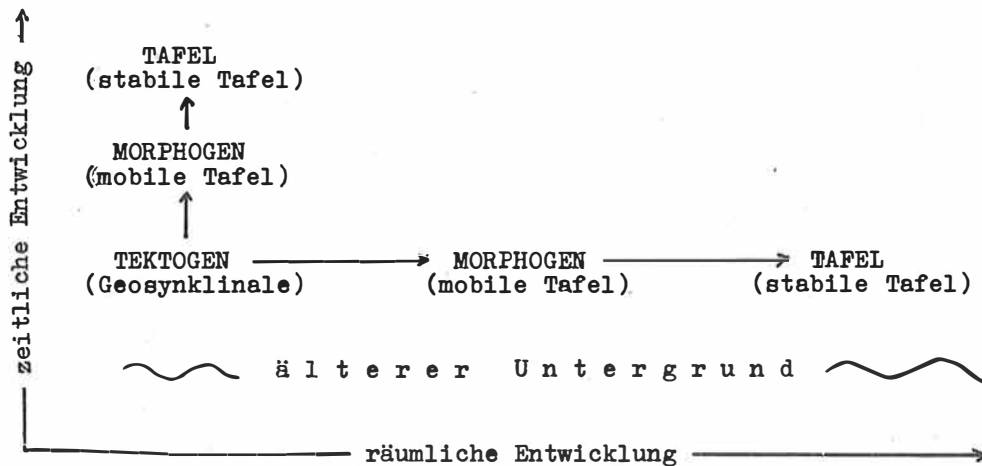 zeitliche Entwicklung
TAFEL
(stabile Tafel)
MORPHOGEN
(mobile Tafel)
TEKTOGEN MORPHOGEN TAFEL
(Geosynklinale) (mobile Tafel) (stabile Tafel)
älterer Untergrund
räumliche Entwicklung